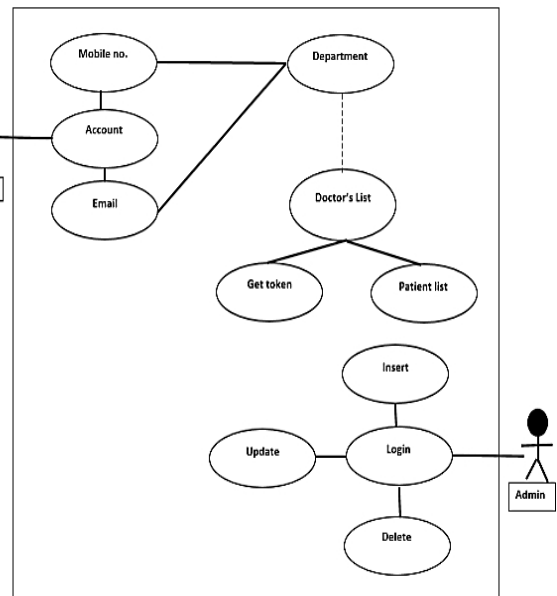 Mobile no.
Department
Account
Email
Doctor's List
Get token
Patient list
Insert
Update
Login
Admin
Delete